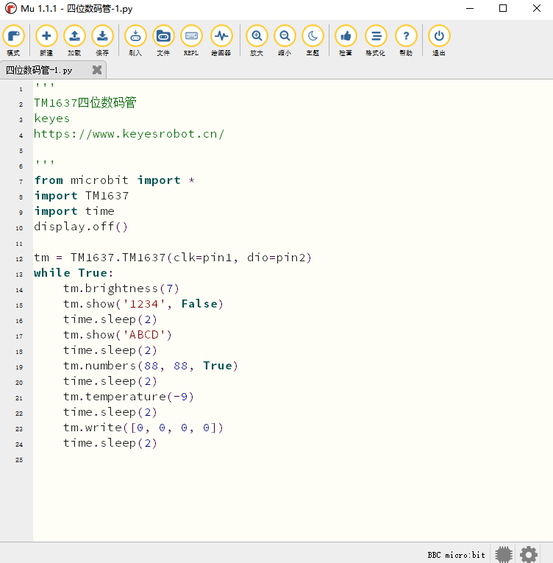 Mu 1.1.1 - 四位数码管-1.py
模式 新建 加载 保存 刷入 文件 REPL 绘图器 放大 缩小 主题 检查 格式化 帮助 退出
四位数码管-1.py
1 '''
2 TM1637四位数码管
3 keyes
4 https://www.keyesrobot.cn/
5
6 '''
7 from microbit import *
8 import TM1637
9 import time
10 display.off()
11
12 tm = TM1637.TM1637(clk=pin1, dio=pin2)
13 while True:
14     tm.brightness(7)
15     tm.show('1234', False)
16     time.sleep(2)
17     tm.show('ABCD')
18     time.sleep(2)
19     tm.numbers(88, 88, True)
20     time.sleep(2)
21     tm.temperature(-9)
22     time.sleep(2)
23     tm.write([0, 0, 0, 0])
24     time.sleep(2)
25
BBC micro:bit